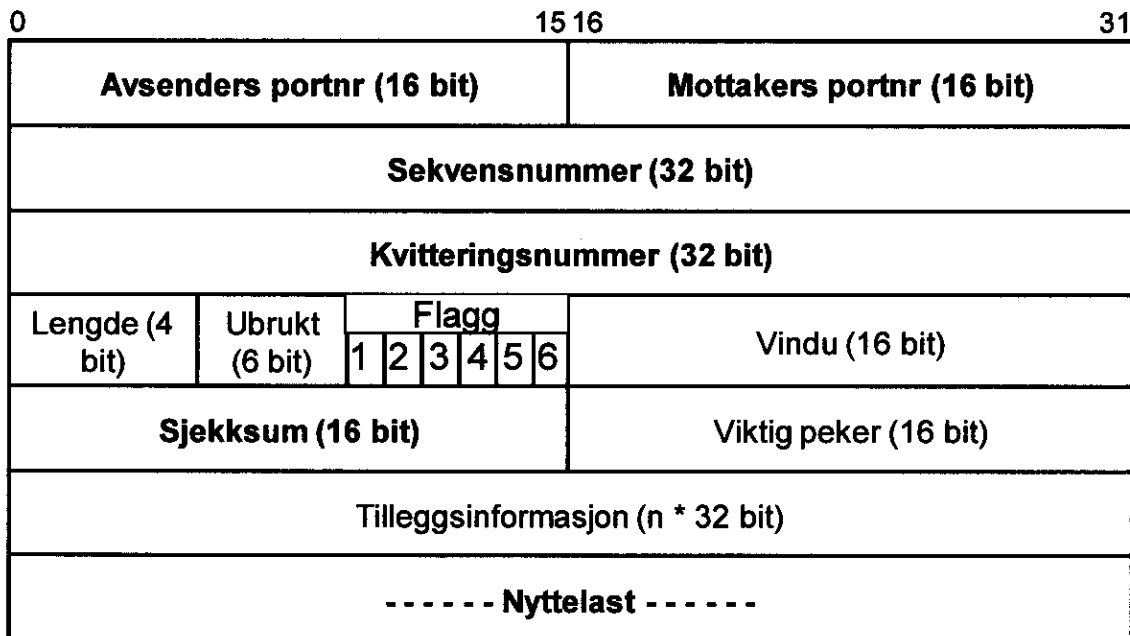 0 15 16 31
Avsenders portnr (16 bit) Mottakers portnr (16 bit)
Sekvensnummer (32 bit)
Kvitteringsnummer (32 bit)
Lengde (4
bit)
Ubrukt
(6 bit)
Flagg
1 2 3 4 5 6
Vindu (16 bit)
Sjekksum (16 bit) Viktig peker (16 bit)
Tilleggsinformasjon (n * 32 bit)
- - - - - - Nyttelast - - - - - -